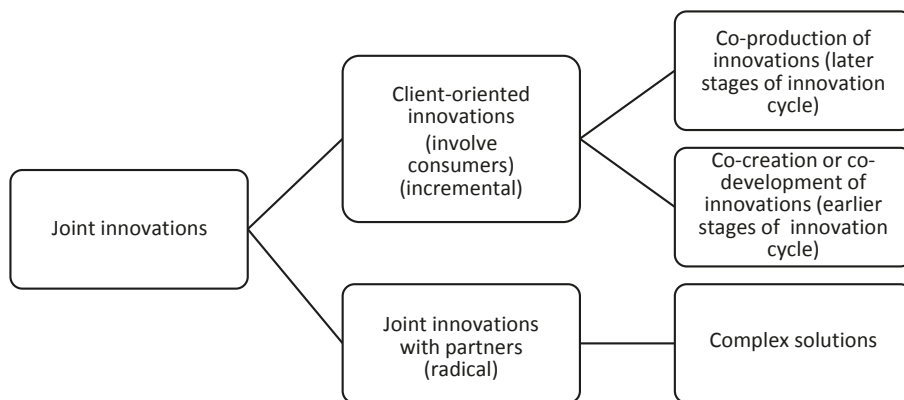 Joint innovations
Client-oriented
innovations
(involve
consumers)
(incremental)
Co-production of
innovations (later
stages of innovation
cycle)
Co-creation or co-
development of
innovations (earlier
stages of innovation
cycle)
Joint innovations
with partners
(radical)
Complex solutions